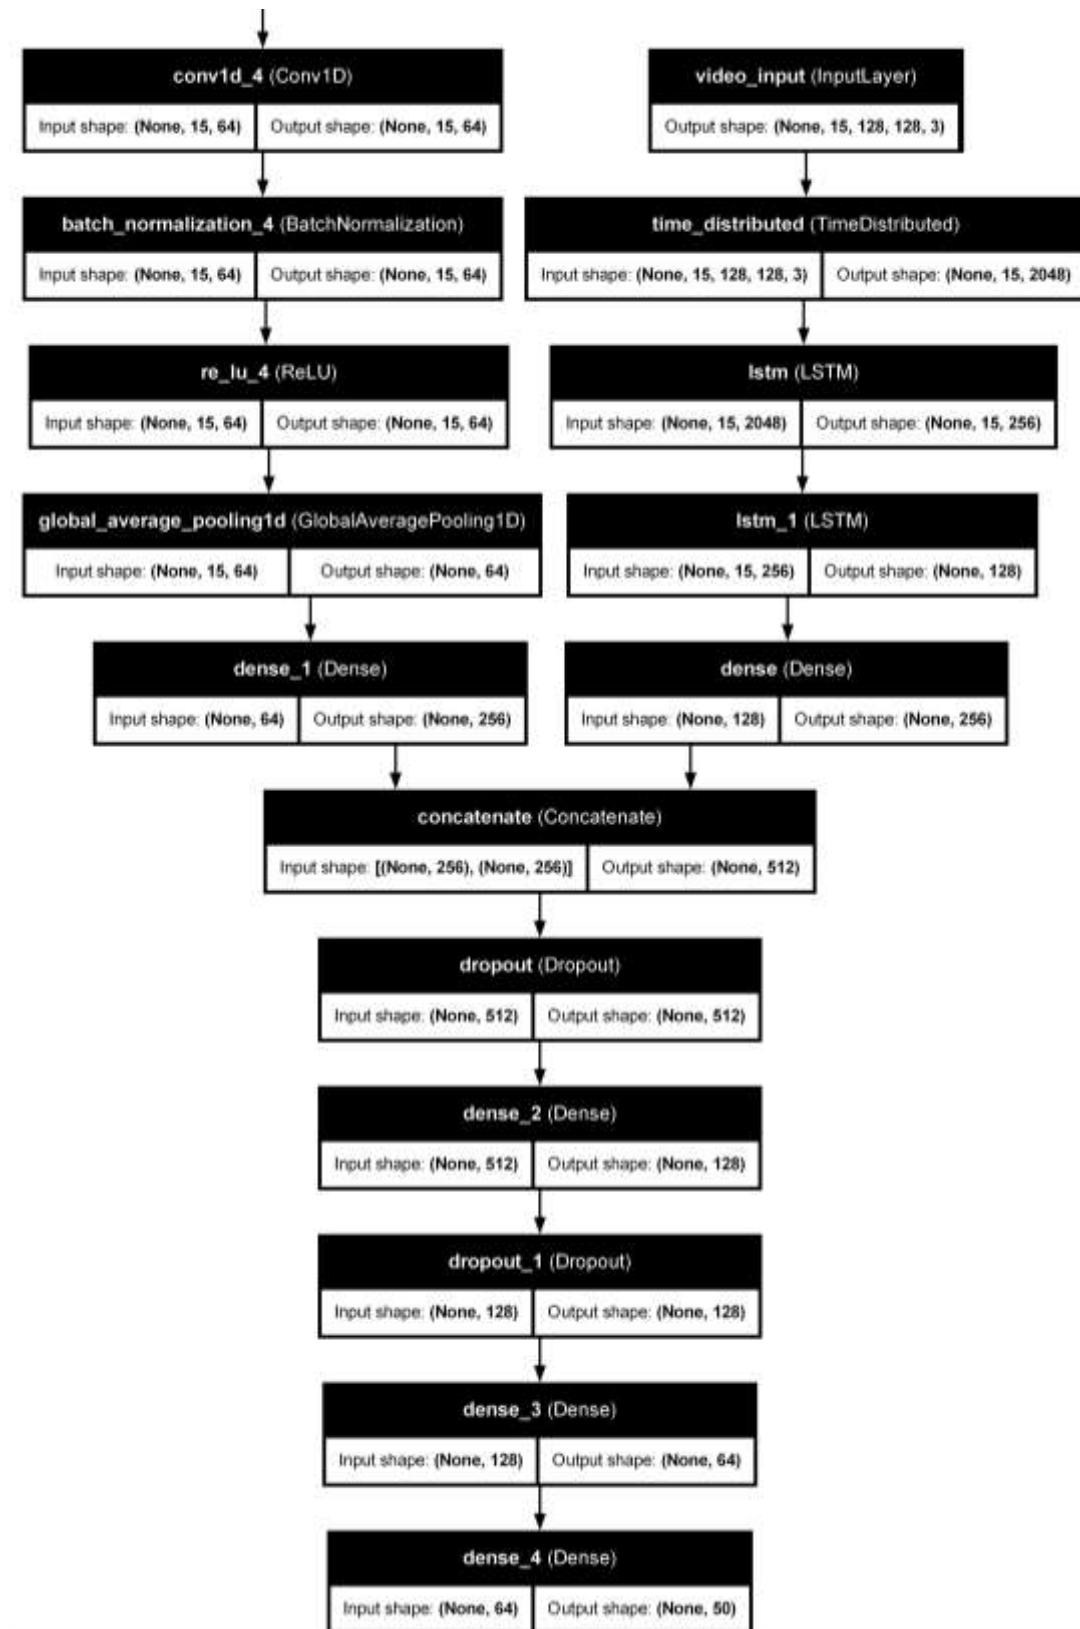 conv1d_4 (Conv1D)
Input shape: (None, 15, 64) Output shape: (None, 15, 64)
batch_normalization_4 (BatchNormalization)
Input shape: (None, 15, 64) Output shape: (None, 15, 64)
re_lu_4 (ReLU)
Input shape: (None, 15, 64) Output shape: (None, 15, 64)
global_average_pooling1d (GlobalAveragePooling1D)
Input shape: (None, 15, 64) Output shape: (None, 64)
dense_1 (Dense)
Input shape: (None, 64) Output shape: (None, 256)
video_input (InputLayer)
Output shape: (None, 15, 128, 128, 3)
time_distributed (TimeDistributed)
Input shape: (None, 15, 128, 128, 3) Output shape: (None, 15, 2048)
lstm (LSTM)
Input shape: (None, 15, 2048) Output shape: (None, 15, 256)
lstm_1 (LSTM)
Input shape: (None, 15, 256) Output shape: (None, 128)
dense (Dense)
Input shape: (None, 128) Output shape: (None, 256)
concatenate (Concatenate)
Input shape: [(None, 256), (None, 256)] Output shape: (None, 512)
dropout (Dropout)
Input shape: (None, 512) Output shape: (None, 512)
dense_2 (Dense)
Input shape: (None, 512) Output shape: (None, 128)
dropout_1 (Dropout)
Input shape: (None, 128) Output shape: (None, 128)
dense_3 (Dense)
Input shape: (None, 128) Output shape: (None, 64)
dense_4 (Dense)
Input shape: (None, 64) Output shape: (None, 50)